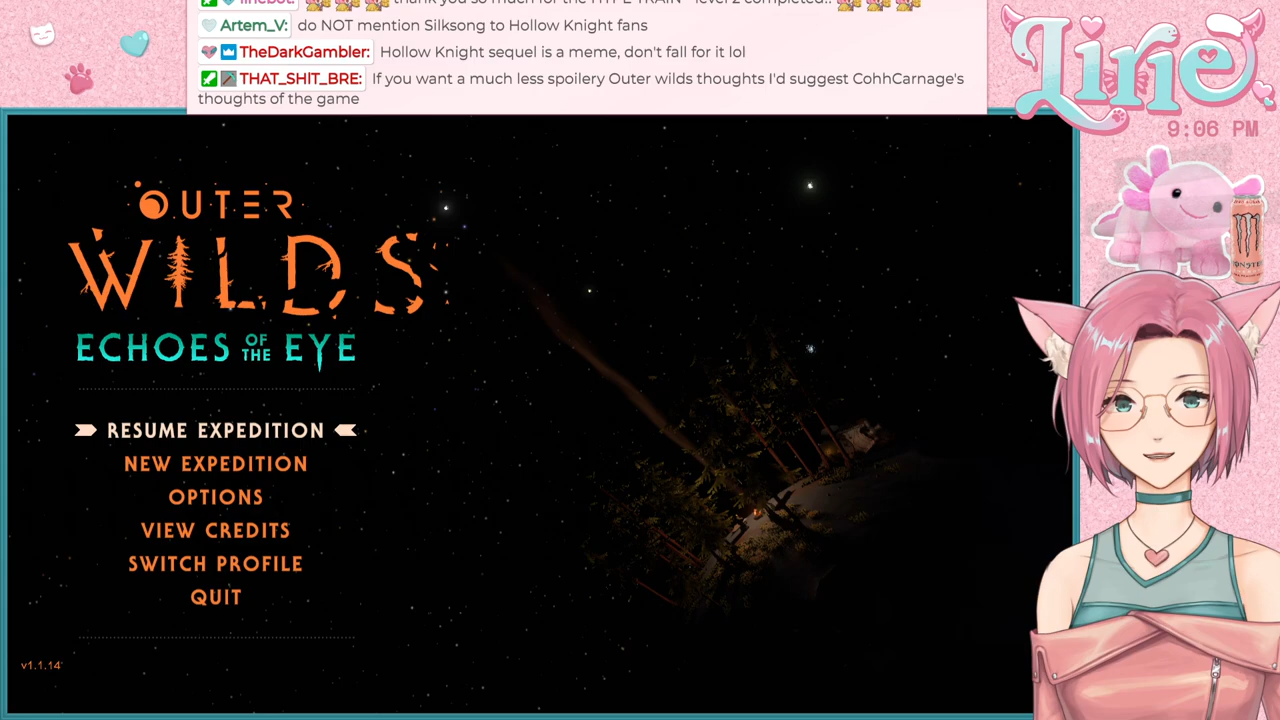 linebot: thank you so much for the HYPE TRAIN - level 2 completed!!
Artem_V: do NOT mention Silksong to Hollow Knight fans
TheDarkGambler: Hollow Knight sequel is a meme, don't fall for it lol
THAT_SHIT_BRE: If you want a much less spoilery Outer wilds thoughts I'd suggest CohhCarnage's
thoughts of the game
Line
9:06 PM
OUTER
WILDS
ECHOES OF THE EYE
RESUME EXPEDITION
NEW EXPEDITION
OPTIONS
VIEW CREDITS
SWITCH PROFILE
QUIT
v1.1.14
MONSTER